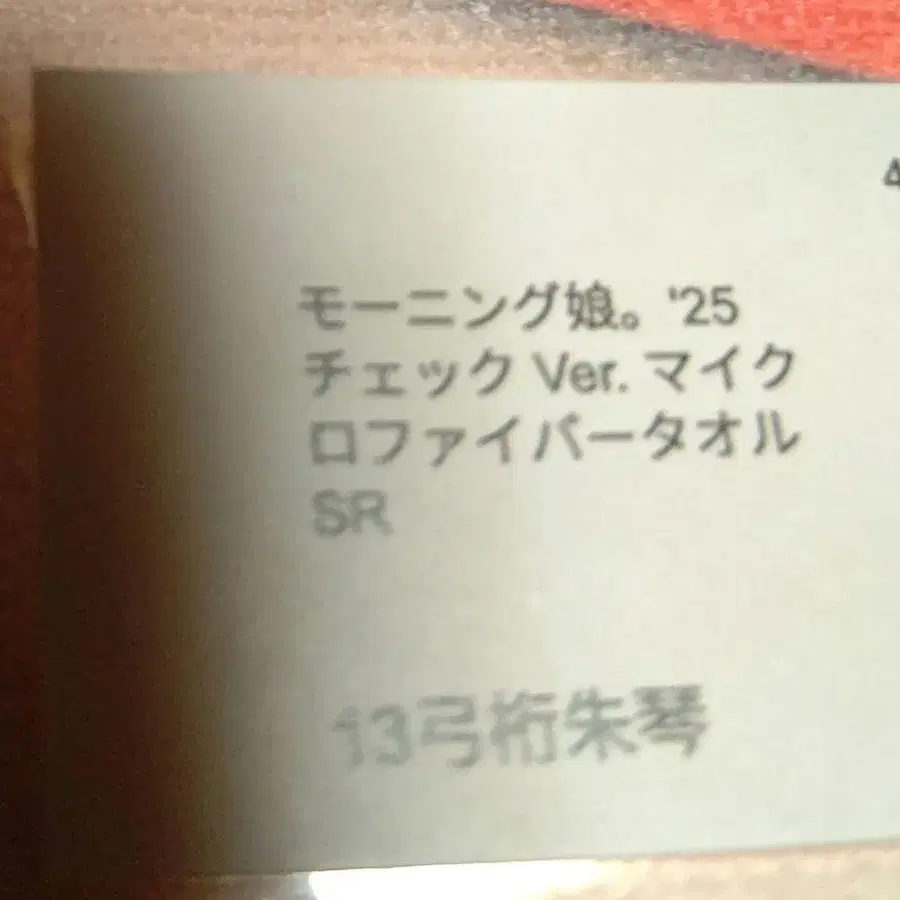 モーニング娘。'25
チェック Ver. マイク
ロファイバータオル
SR
13弓桁朱琴